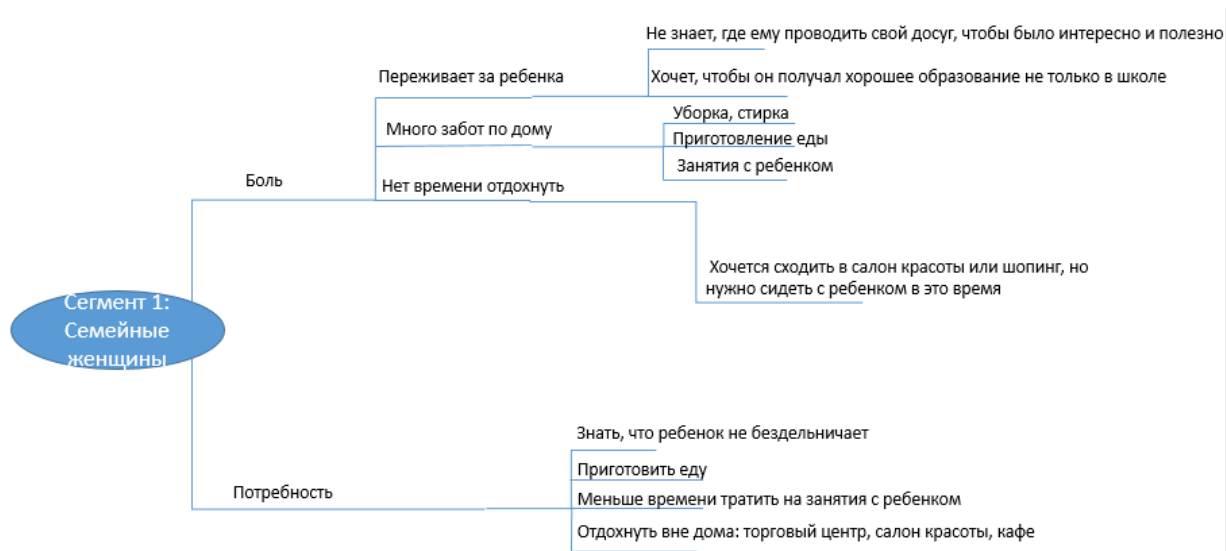 Не знает, где ему проводить свой досуг, чтобы было интересно и полезно
Переживает за ребенка
Хочет, чтобы он получал хорошее образование не только в школе
Уборка, стирка
Много забот по дому
Приготовление еды
Занятия с ребенком
Боль
Нет времени отдохнуть
Хочется сходить в салон красоты или шопинг, но
нужно сидеть с ребенком в это время
Сегмент 1:
Семейные
женщины
Знать, что ребенок не бездельничает
Приготовить еду
Потребность
Меньше времени тратить на занятия с ребенком
Отдохнуть вне дома: торговый центр, салон красоты, кафе